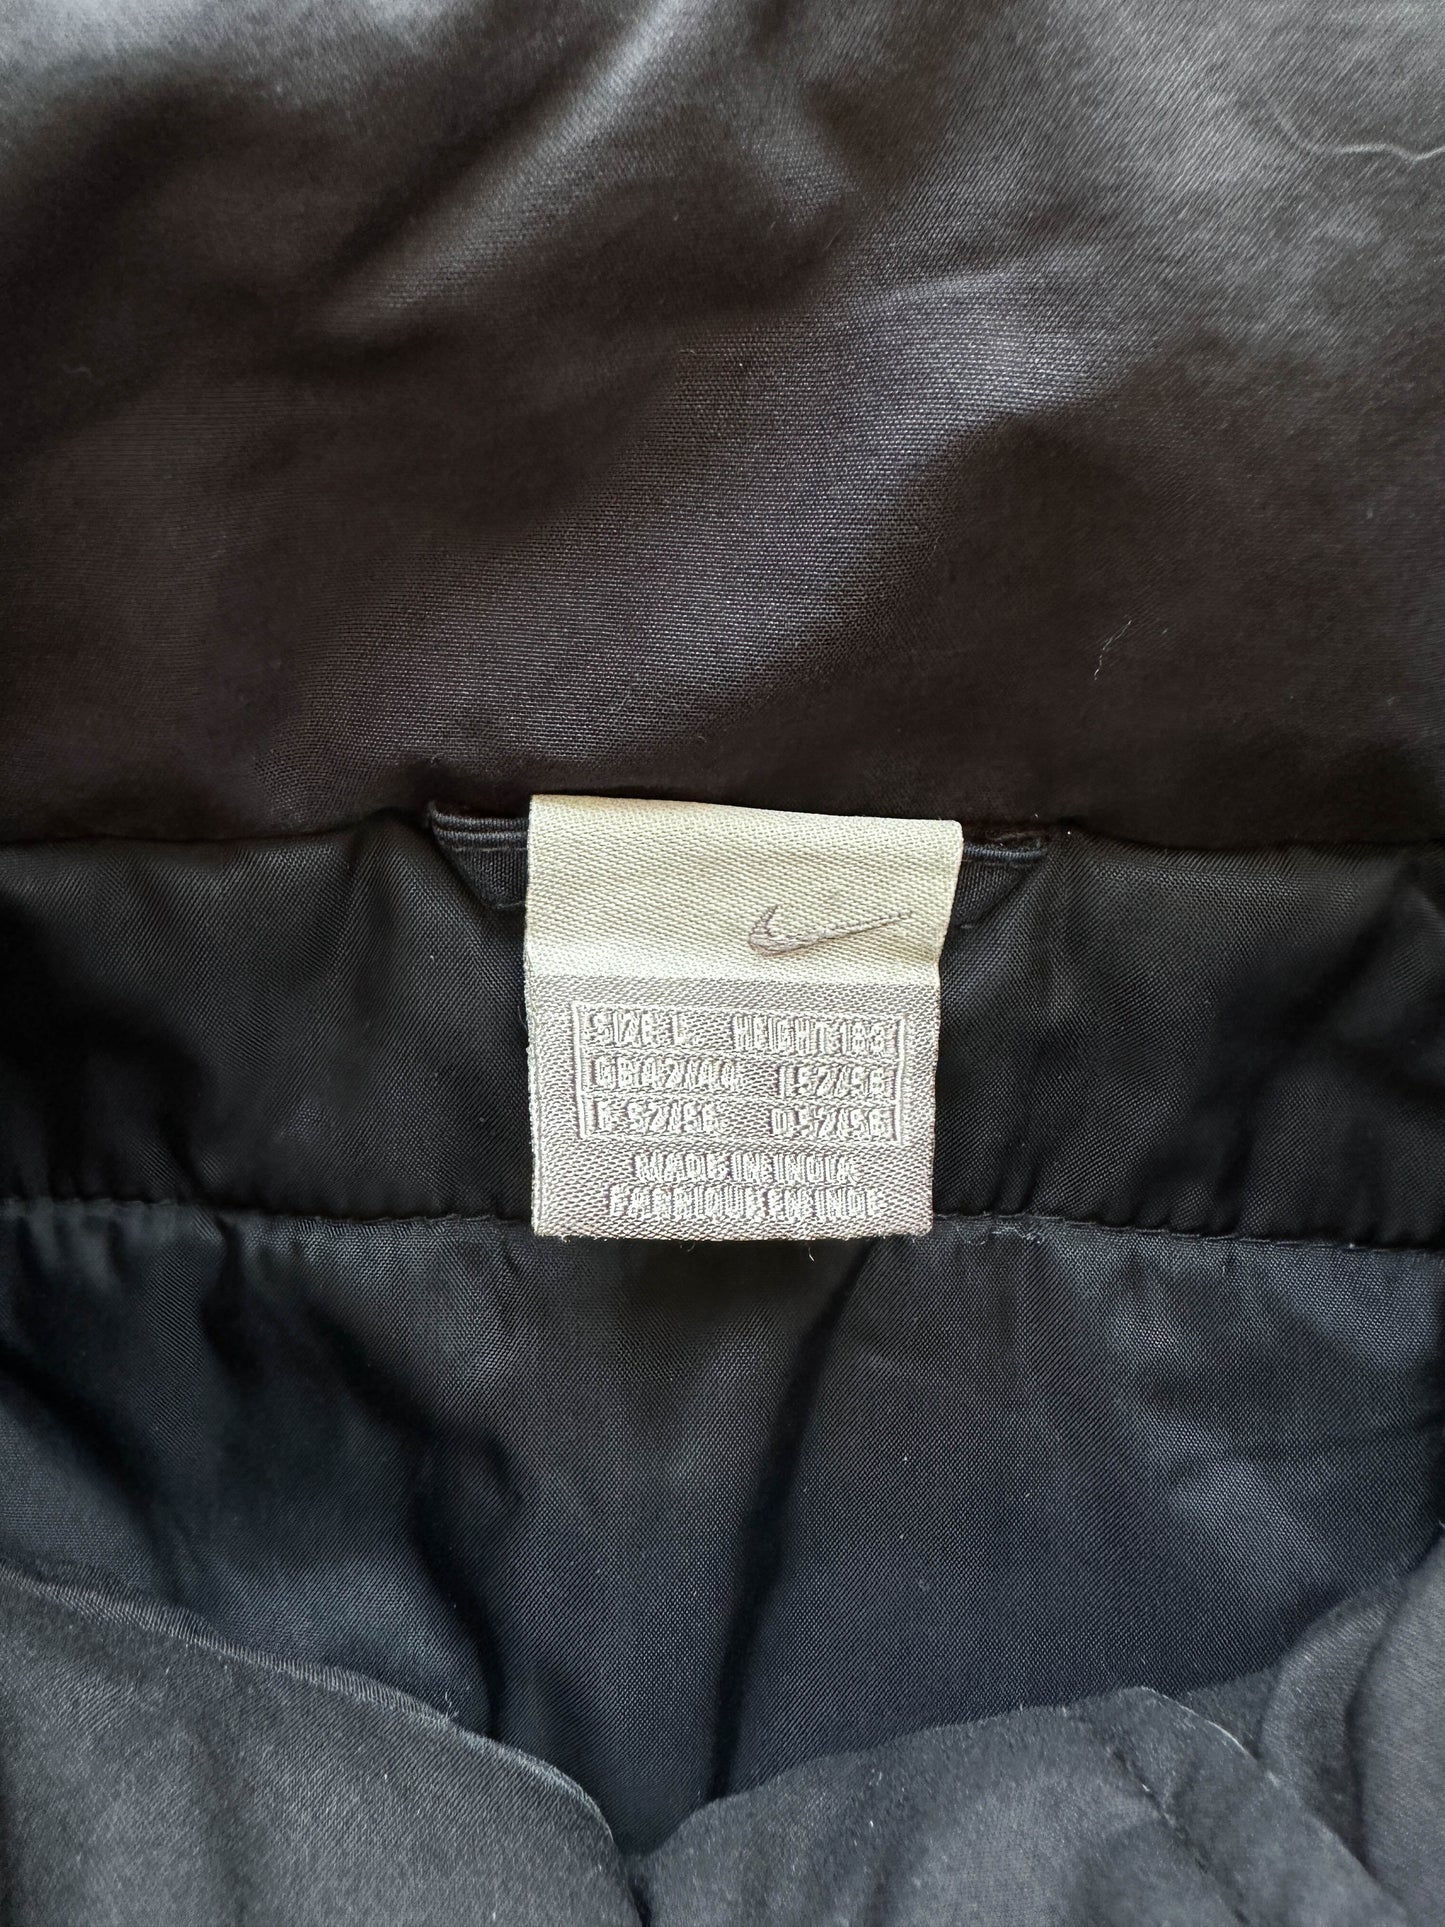 SIZE L HEIGHT:183
GB 42/44 I 52/56
F 52/56 D 52/56
MADE IN INDIA
FABRIQUE EN INDE